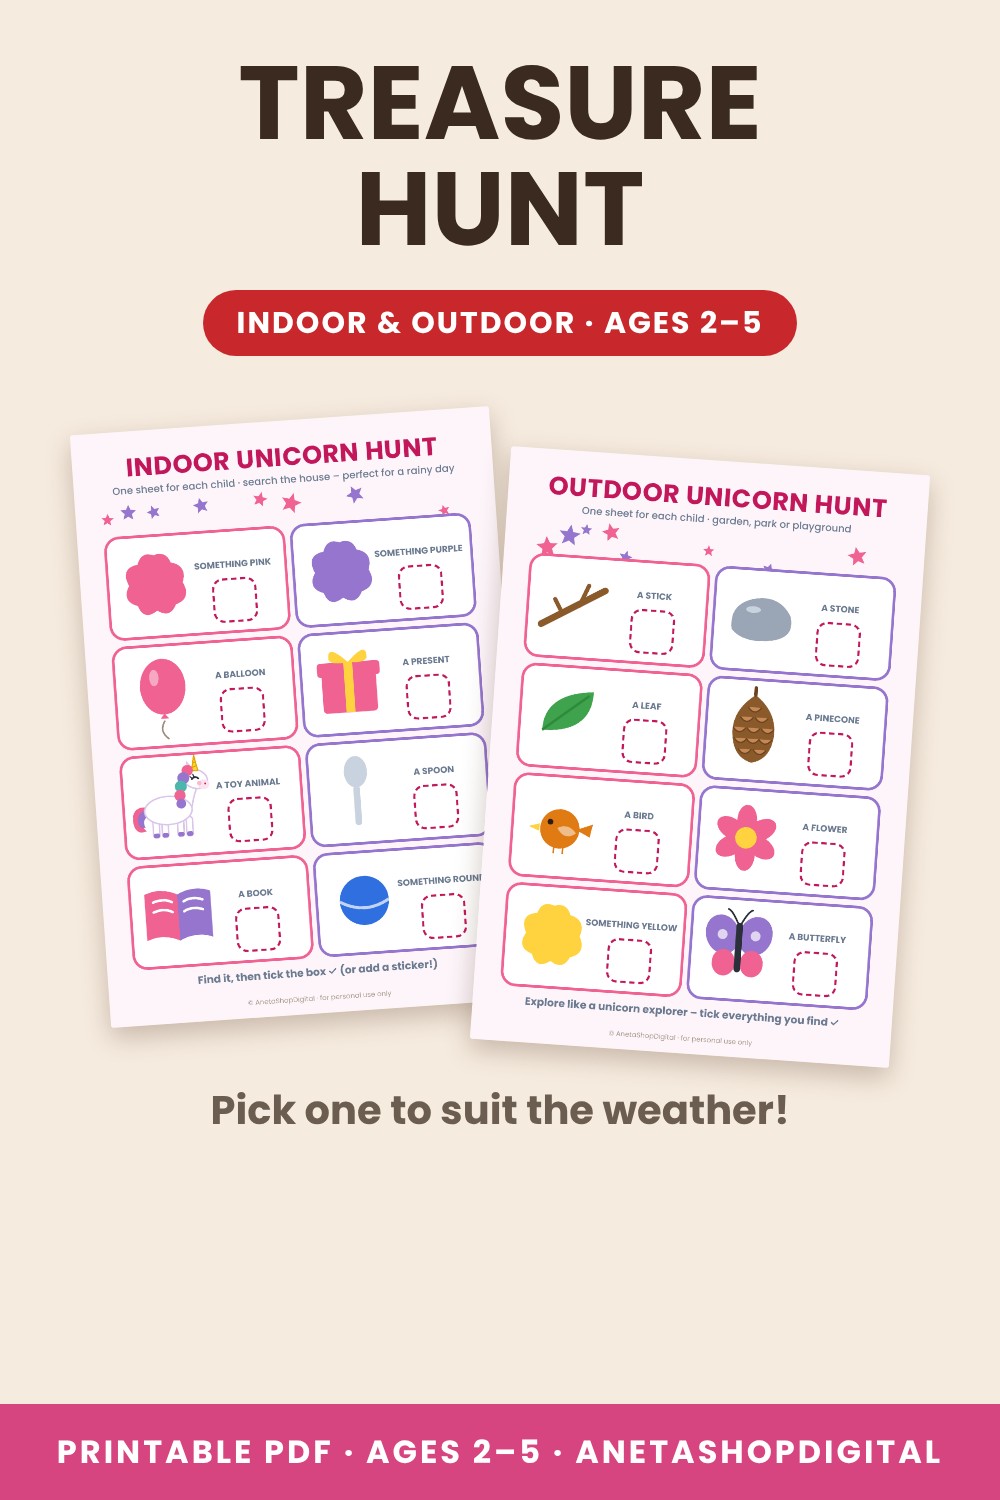 TREASURE
HUNT
INDOOR & OUTDOOR · AGES 2–5
INDOOR UNICORN HUNT
One sheet for each child · search the house – perfect for a rainy day
SOMETHING PINK
SOMETHING PURPLE
A BALLOON
A PRESENT
A TOY ANIMAL
A SPOON
A BOOK
SOMETHING ROUN
Find it, then tick the box ✓ (or add a sticker!)
© AnetaShopDigital · for personal use only
OUTDOOR UNICORN HUNT
One sheet for each child · garden, park or playground
A STICK
A STONE
A LEAF
A PINECONE
A BIRD
A FLOWER
SOMETHING YELLOW
A BUTTERFLY
Explore like a unicorn explorer – tick everything you find ✓
© AnetaShopDigital · for personal use only
Pick one to suit the weather!
PRINTABLE PDF · AGES 2–5 · ANETASHOPDIGITAL